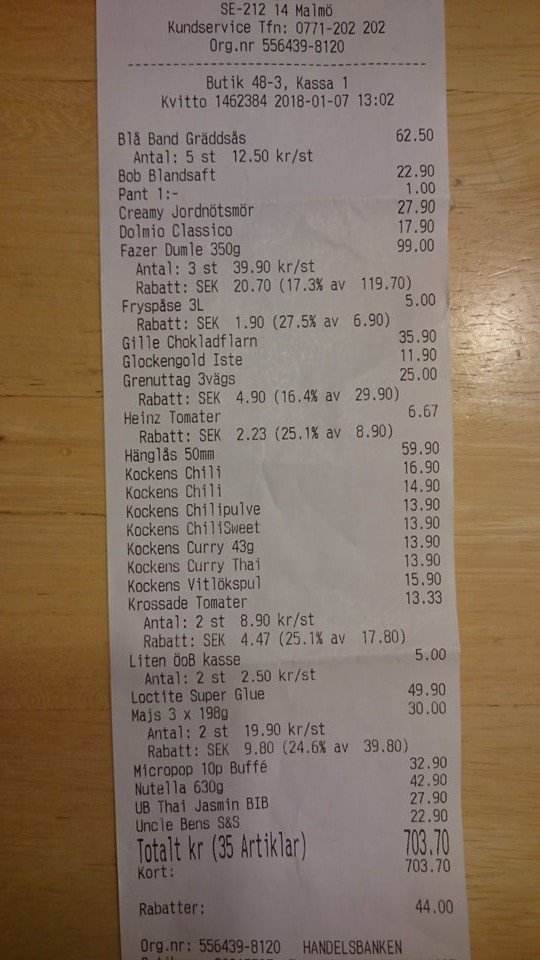 SE-212 14 Malmö
Kundservice Tfn: 0771-202 202
Org.nr 556439-8120
Butik 48-3, Kassa 1
Kvitto 1462384 2018-01-07 13:02
Blå Band Gräddsås 62.50
Antal: 5 st 12.50 kr/st
Bob Blandsaft 22.90
Pant 1:- 1.00
Creamy Jordnötsmör 27.90
Dolmio Classico 17.90
Fazer Dumle 350g 99.00
Antal: 3 st 39.90 kr/st
Rabatt: SEK 20.70 (17.3% av 119.70)
Fryspåse 3L 5.00
Rabatt: SEK 1.90 (27.5% av 6.90)
Gille Chokladflarn 35.90
Glockengold Iste 11.90
Grenuttag 3vägs 25.00
Rabatt: SEK 4.90 (16.4% av 29.90)
Heinz Tomater 6.67
Rabatt: SEK 2.23 (25.1% av 8.90)
Hänglås 50mm 59.90
Kockens Chili 16.90
Kockens Chili 14.90
Kockens Chilipulve 13.90
Kockens ChiliSweet 13.90
Kockens Curry 43g 13.90
Kockens Curry Thai 13.90
Kockens Vitlökspul 15.90
Krossade Tomater 13.33
Antal: 2 st 8.90 kr/st
Rabatt: SEK 4.47 (25.1% av 17.80)
Liten ÖoB kasse 5.00
Antal: 2 st 2.50 kr/st
Loctite Super Glue 49.90
Majs 3 x 198g 30.00
Antal: 2 st 19.90 kr/st
Rabatt: SEK 9.80 (24.6% av 39.80)
Micropop 10p Buffé 32.90
Nutella 630g 42.90
UB Thai Jasmin BIB 27.90
Uncle Bens S&S 22.90
Totalt kr (35 Artiklar) 703.70
Kort: 703.70
Rabatter: 44.00
Org.nr: 556439-8120 HANDELSBANKEN